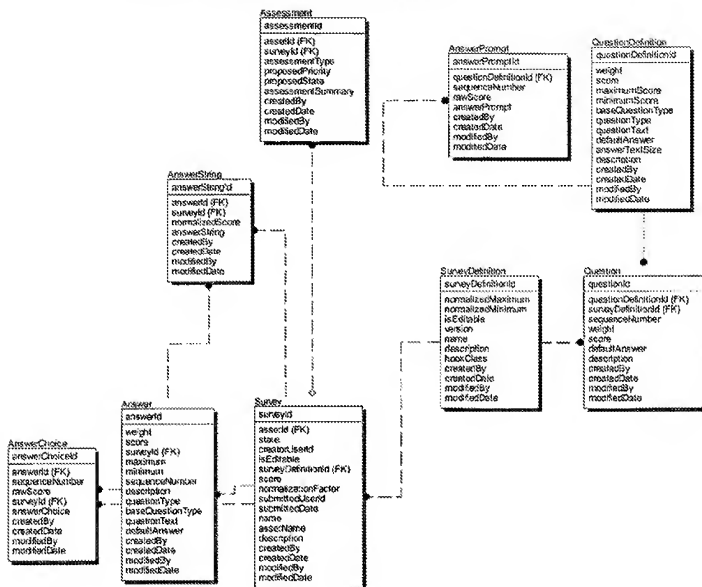 Assessment
assessmentId
assetId (FK)
surveyId (FK)
assessmentType
proposedPriority
proposedState
assessmentSummary
createdBy
createdDate
modifiedBy
modifiedDate
AnswerPrompt
answerPromptId
questionDefinitionId (FK)
sequenceNumber
rawScore
answerPrompt
createdBy
createdDate
modifiedBy
modifiedDate
QuestionDefinition
questionDefinitionId
weight
score
maximumScore
minimumScore
baseQuestionType
questionType
questionText
defaultAnswer
answerTextSize
description
createdBy
createdDate
modifiedBy
modifiedDate
AnswerString
answerStringId
answerId (FK)
surveyId (FK)
normalizedScore
answerString
createdBy
createdDate
modifiedBy
modifiedDate
SurveyDefinition
surveyDefinitionId
normalizedMaximum
normalizedMinimum
isEditable
version
name
description
hookClass
createdBy
createdDate
modifiedBy
modifiedDate
Question
questionId
questionDefinitionId (FK)
surveyDefinitionId (FK)
sequenceNumber
weight
score
defaultAnswer
description
createdBy
createdDate
modifiedBy
modifiedDate
AnswerChoice
answerChoiceId
answerId (FK)
sequenceNumber
rawScore
surveyId (FK)
answerChoice
createdBy
createdDate
modifiedBy
modifiedDate
Answer
answerId
weight
score
surveyId (FK)
maximum
minimum
sequenceNumber
description
questionType
baseQuestionType
questionText
defaultAnswer
createdBy
createdDate
modifiedBy
modifiedDate
Survey
surveyId
assetId (FK)
state
creatorUserId
isEditable
surveyDefinitionId (FK)
score
normalizationFactor
submittedUserId
submittedDate
name
assetName
description
createdBy
createdDate
modifiedBy
modifiedDate